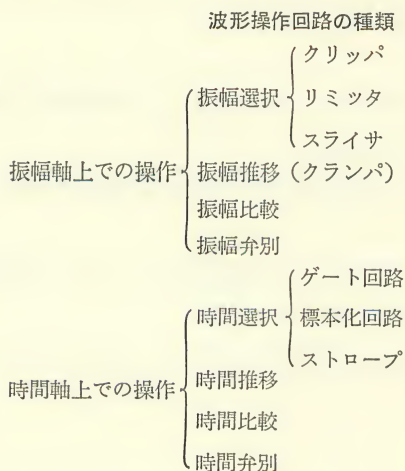 波形操作回路の種類
クリッパ
振幅選択 リミッタ
スライサ
振幅軸上での操作 振幅推移（クランパ）
振幅比較
振幅弁別
ゲート回路
時間選択 標本化回路
ストローブ
時間軸上での操作 時間推移
時間比較
時間弁別